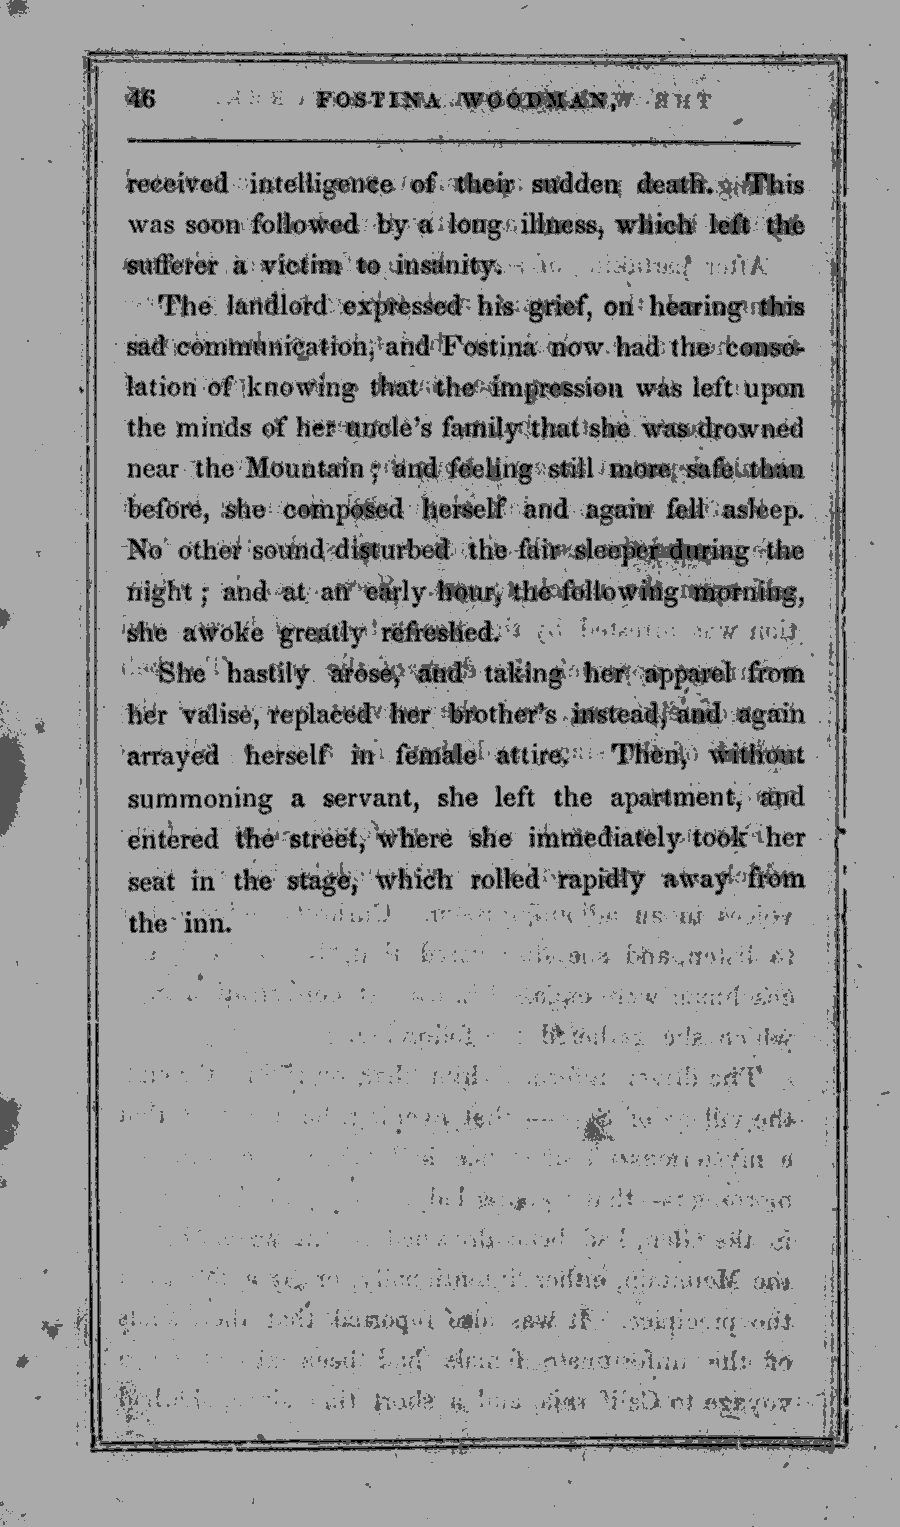 46 FOSTINA WOODMAN,
received intelligence of their sudden death. This
was soon followed by a long illness, which left the
sufferer a victim to insanity.
The landlord expressed his grief, on hearing this
sad communication, and Fostina now had the conso-
lation of knowing that the impression was left upon
the minds of her uncle's family that she was drowned
near the Mountain; and feeling still more safe than
before, she composed herself and again fell asleep.
No other sound disturbed the fair sleeper during the
night; and at an early hour, the following morning,
she awoke greatly refreshed.
She hastily arose, and taking her apparel from
her valise, replaced her brother's instead, and again
arrayed herself in female attire. Then, without
summoning a servant, she left the apartment, and
entered the street, where she immediately took her
seat in the stage, which rolled rapidly away from
the inn.